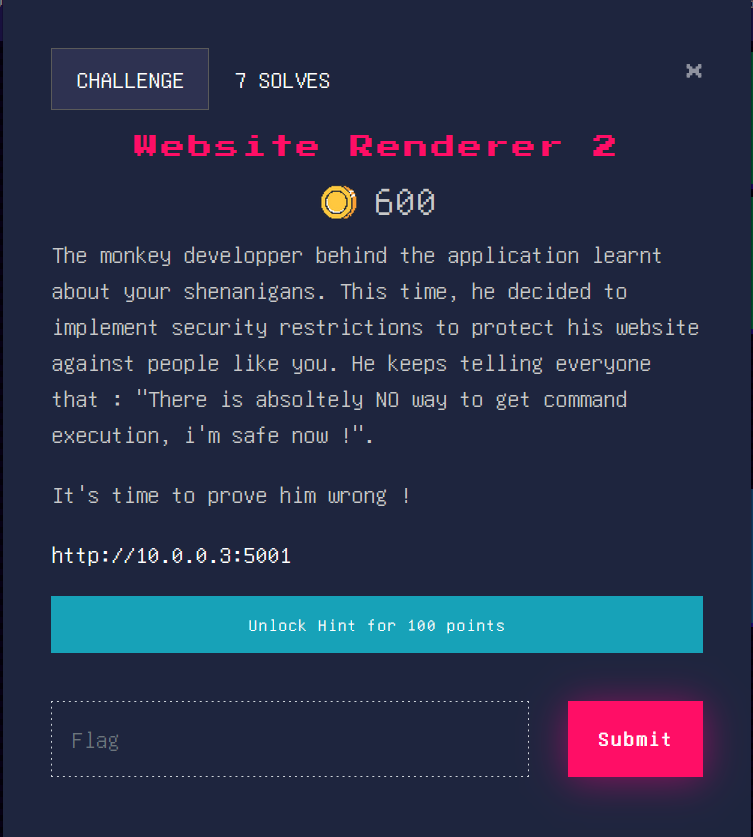 CHALLENGE
7 SOLVES
×
Website Renderer 2
600
The monkey developper behind the application learnt
about your shenanigans. This time, he decided to
implement security restrictions to protect his website
against people like you. He keeps telling everyone
that : "There is absoltely NO way to get command
execution, i'm safe now !".
It's time to prove him wrong !
http://10.0.0.3:5001
Unlock Hint for 100 points
Flag
Submit